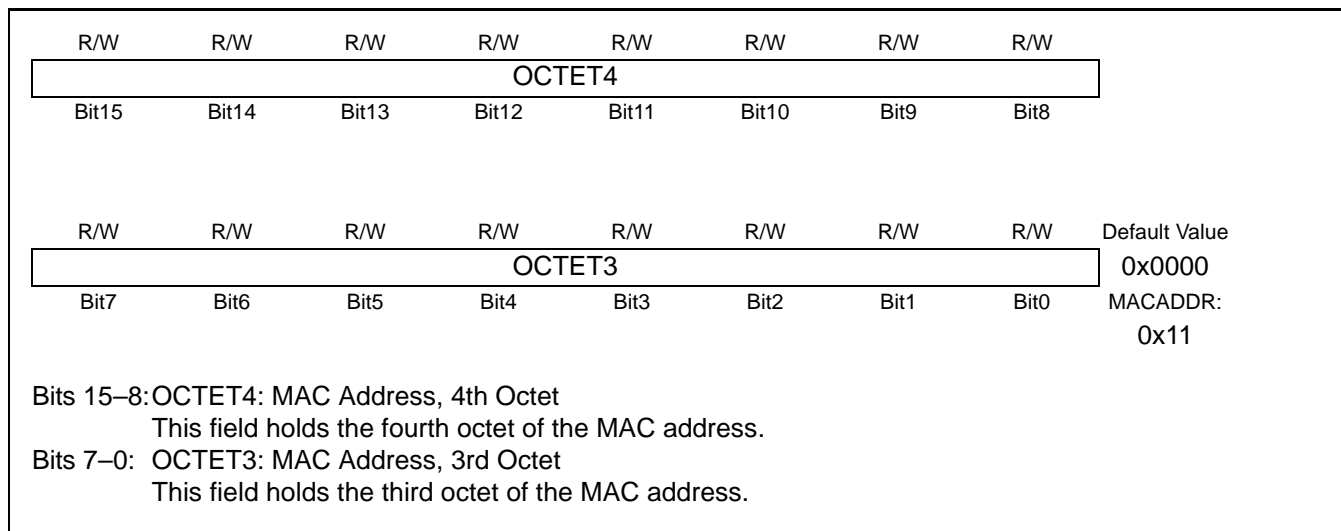 R/W R/W R/W R/W R/W R/W R/W R/W
OCTET4
Bit15 Bit14 Bit13 Bit12 Bit11 Bit10 Bit9 Bit8
R/W R/W R/W R/W R/W R/W R/W R/W Default Value
OCTET3 0x0000
Bit7 Bit6 Bit5 Bit4 Bit3 Bit2 Bit1 Bit0 MACADDR:
0x11
Bits 15–8: OCTET4: MAC Address, 4th Octet
This field holds the fourth octet of the MAC address.
Bits 7–0: OCTET3: MAC Address, 3rd Octet
This field holds the third octet of the MAC address.